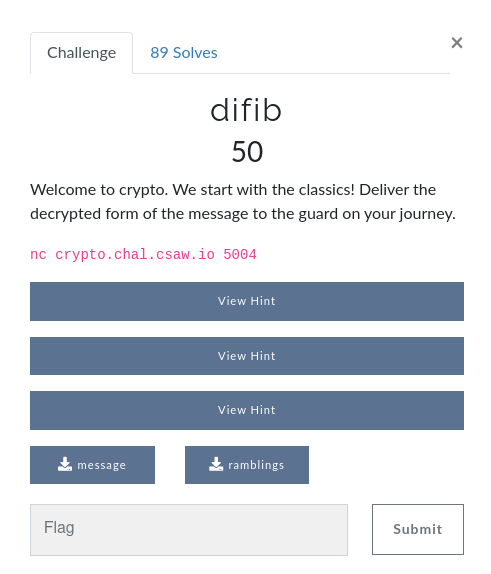 Challenge
89 Solves
×
difib
50
Welcome to crypto. We start with the classics! Deliver the
decrypted form of the message to the guard on your journey.
nc crypto.chal.csaw.io 5004
View Hint
View Hint
View Hint
message
ramblings
Flag
Submit